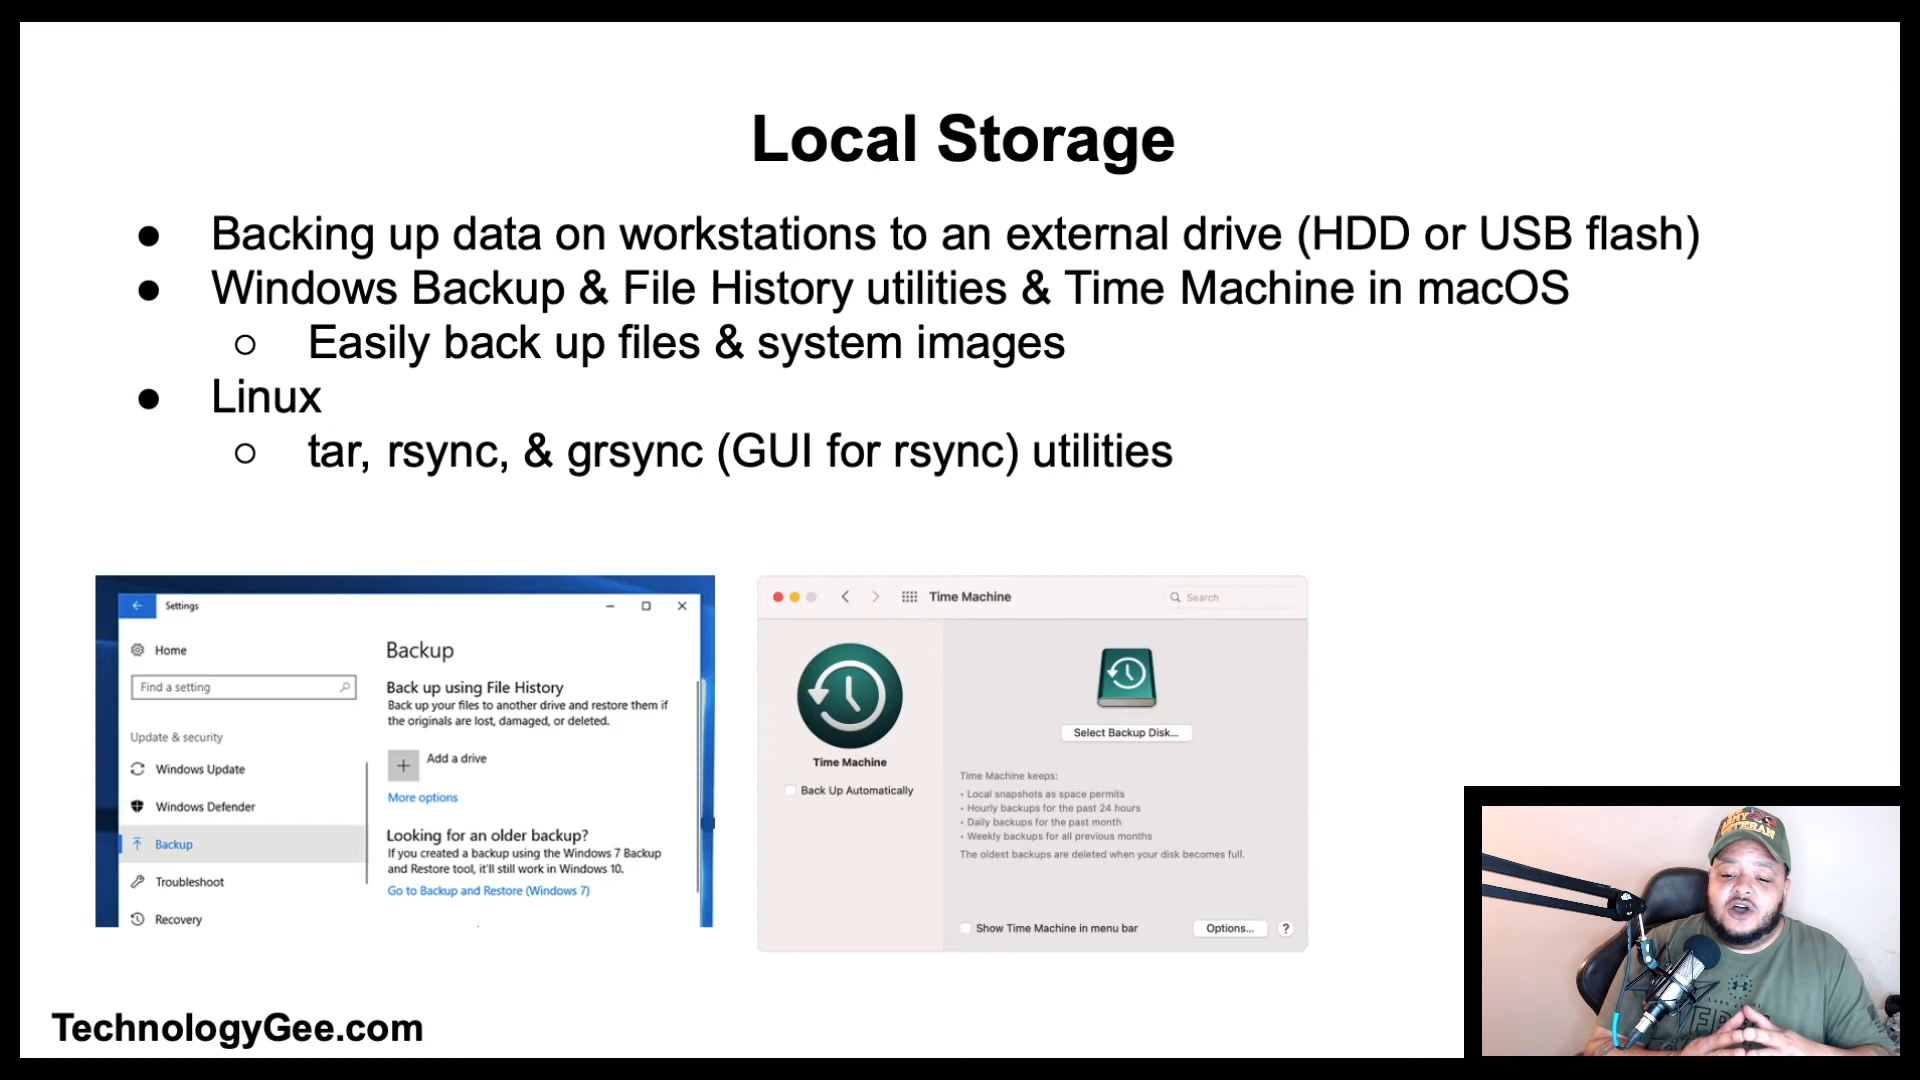 Local Storage
● Backing up data on workstations to an external drive (HDD or USB flash)
● Windows Backup & File History utilities & Time Machine in macOS
○ Easily back up files & system images
● Linux
○ tar, rsync, & grsync (GUI for rsync) utilities
Settings
Home
Find a setting
Update & security
Windows Update
Windows Defender
Backup
Troubleshoot
Recovery
Backup
Back up using File History
Back up your files to another drive and restore them if
the originals are lost, damaged, or deleted.
+ Add a drive
More options
Looking for an older backup?
If you created a backup using the Windows 7 Backup
and Restore tool, it'll still work in Windows 10.
Go to Backup and Restore (Windows 7)
Time Machine
Search
Time Machine
Back Up Automatically
Select Backup Disk...
Time Machine keeps:
• Local snapshots as space permits
• Hourly backups for the past 24 hours
• Daily backups for the past month
• Weekly backups for all previous months
The oldest backups are deleted when your disk becomes full.
Show Time Machine in menu bar
Options...
?
ARMY
VETERAN
TechnologyGee.com